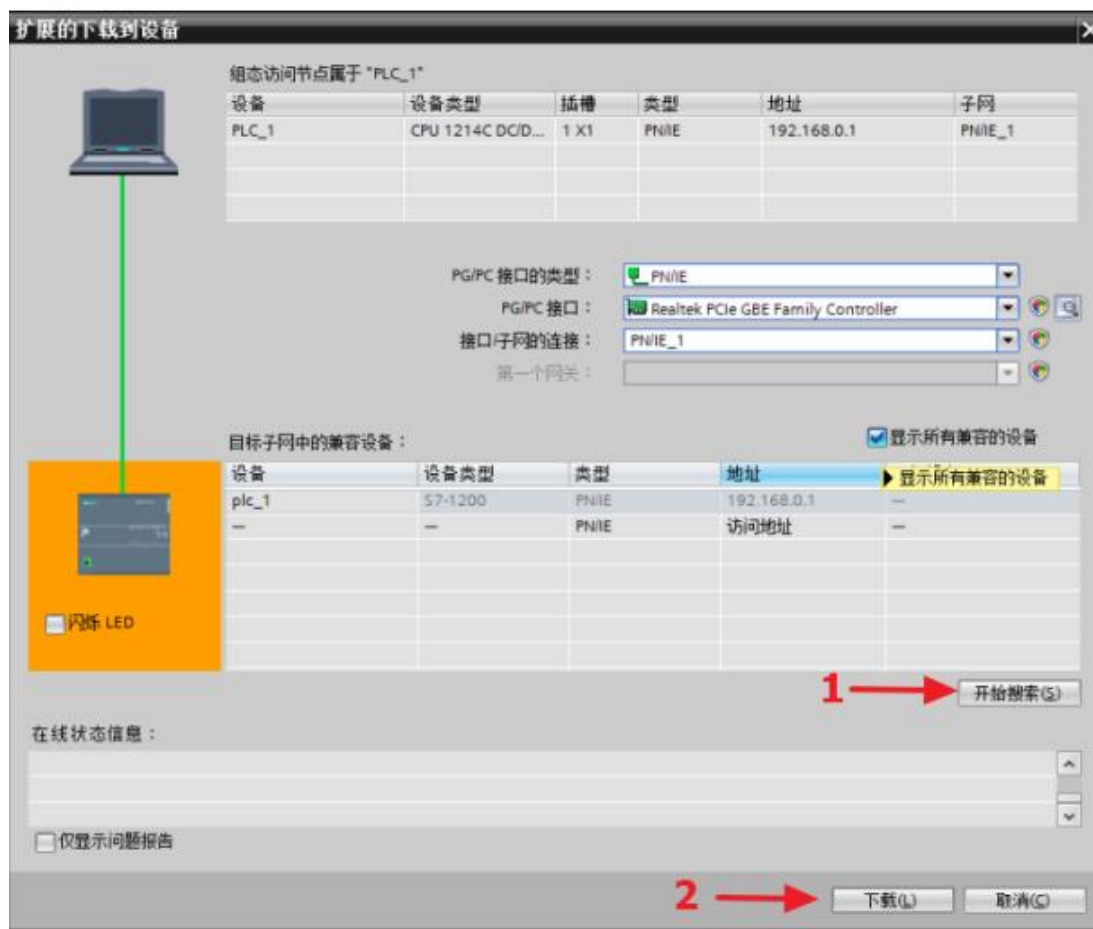 扩展的下载到设备
组态访问节点属于 "PLC_1"
设备 设备类型 插槽 类型 地址 子网
PLC_1 CPU 1214C DC/D... 1 X1 PN/IE 192.168.0.1 PN/IE_1
PG/PC 接口的类型： PN/IE
PG/PC 接口： Realtek PCIe GBE Family Controller
接口/子网的连接： PN/IE_1
第一个网关：
目标子网中的兼容设备： 显示所有兼容的设备
设备 设备类型 类型 地址 显示所有兼容的设备
plc_1 S7-1200 PN/IE 192.168.0.1 —
— — PN/IE 访问地址 —
闪烁 LED
1 开始搜索(S)
在线状态信息：
仅显示问题报告
2 下载(L) 取消(C)